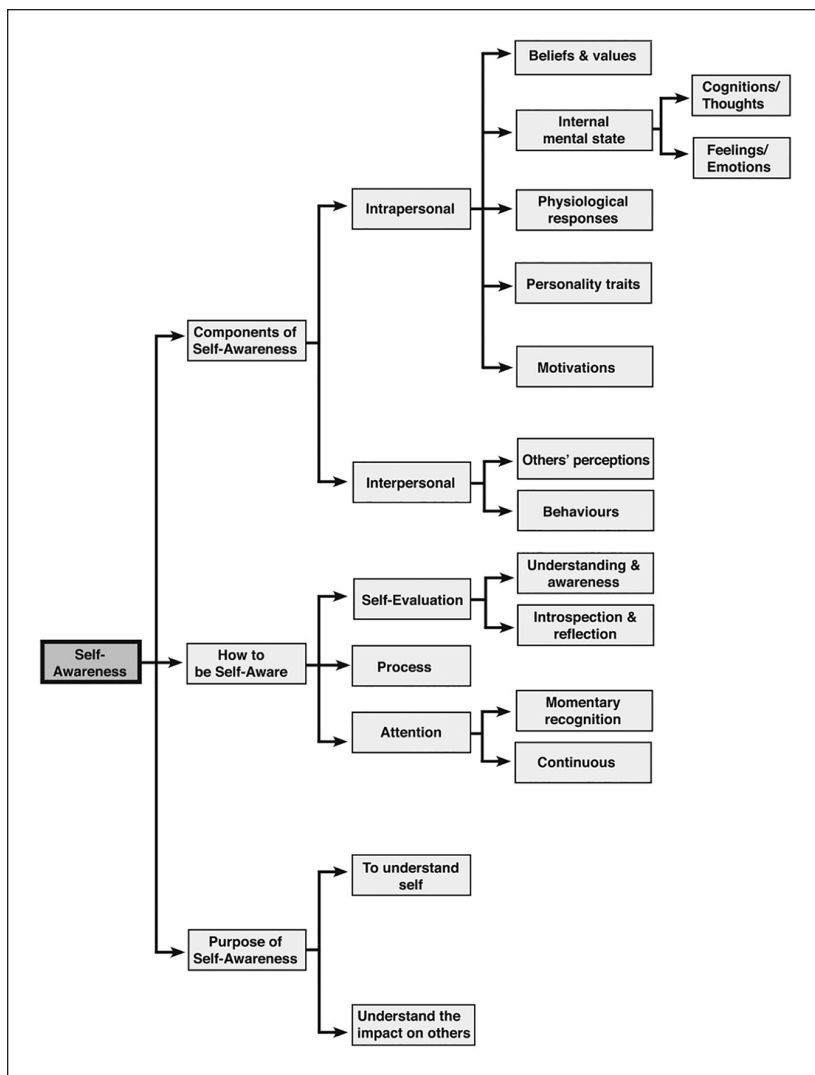 Beliefs & values
Cognitions/
Thoughts
Internal
mental state
Feelings/
Emotions
Intrapersonal
Physiological
responses
Personality traits
Components of
Self-Awareness
Motivations
Interpersonal
Others' perceptions
Behaviours
Understanding &
awareness
Self-Evaluation
Introspection &
reflection
Self-
Awareness
How to
be Self-Aware
Process
Momentary
recognition
Attention
Continuous
To understand
self
Purpose of
Self-Awareness
Understand the
impact on others